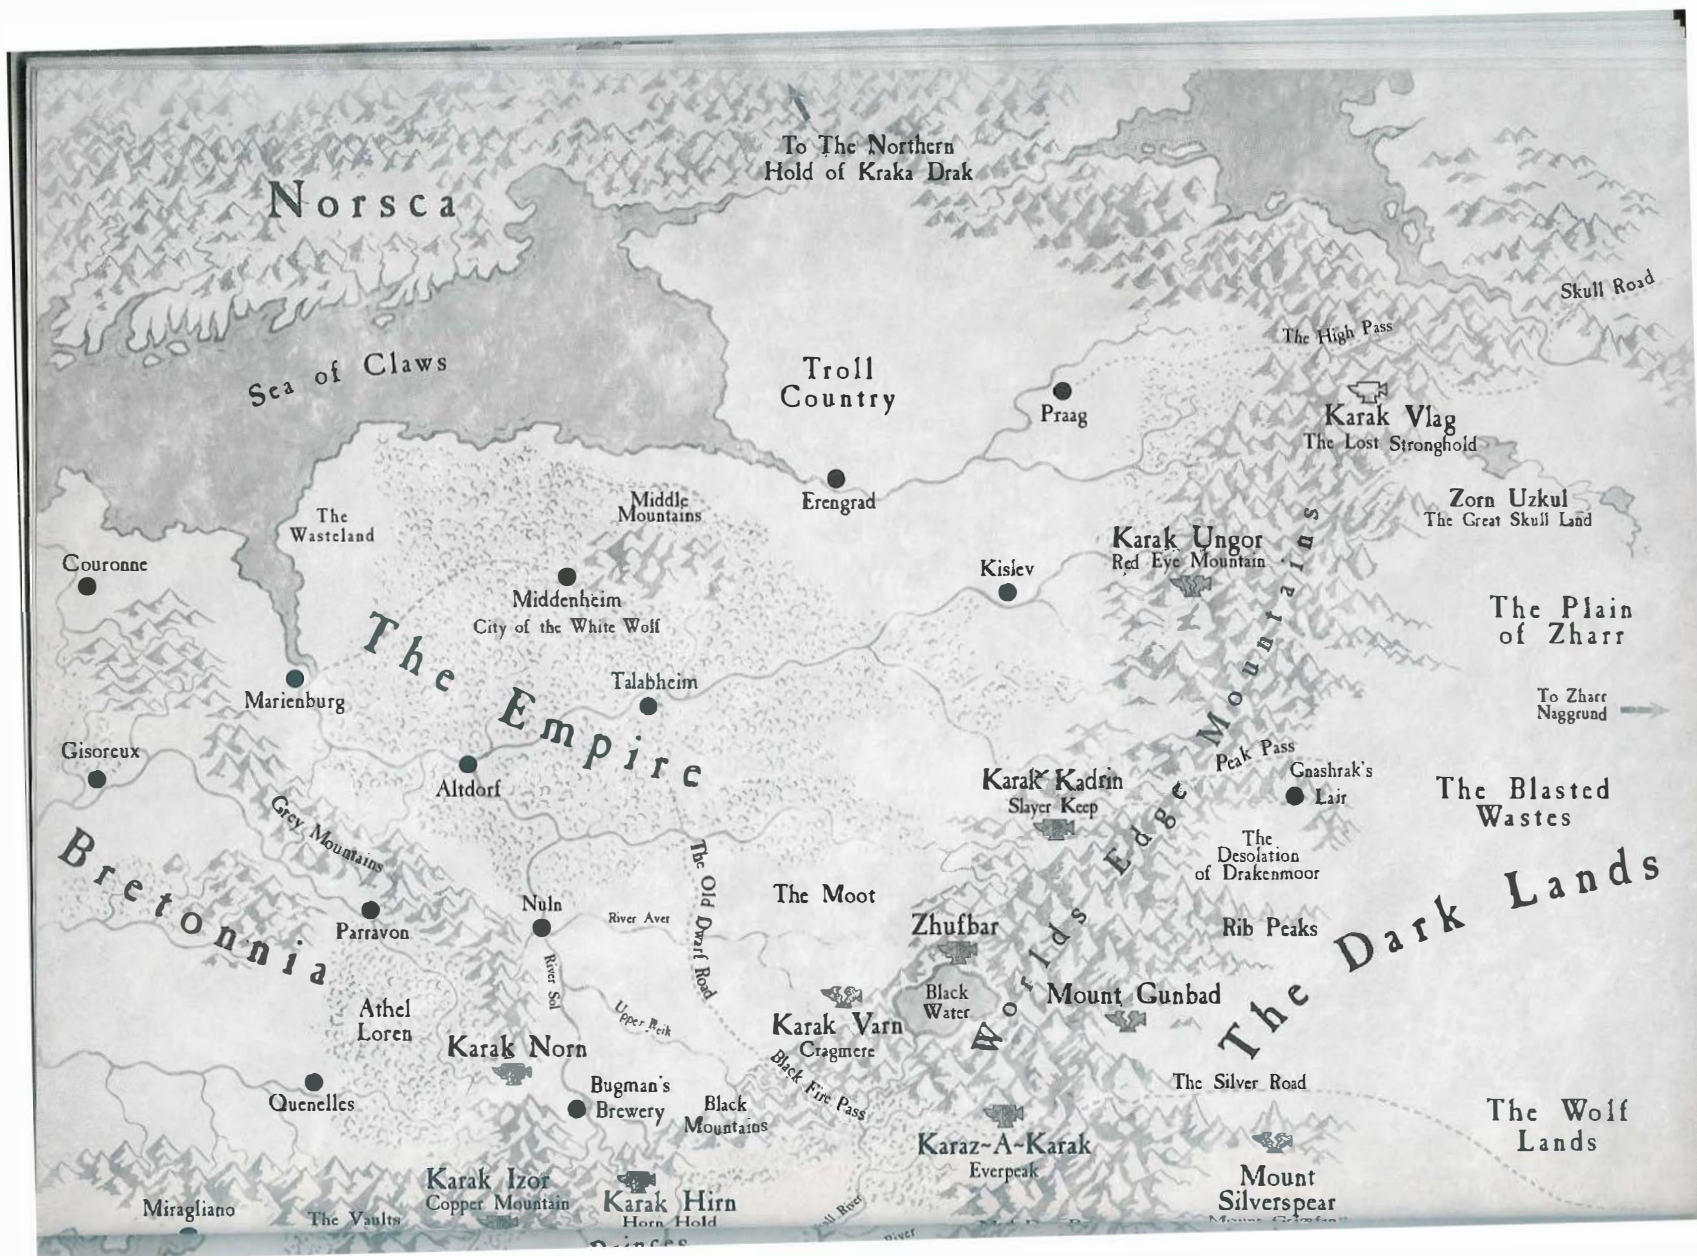 To The Northern
Hold of Kraka Drak
Norsca
Skull Road
The High Pass
Sea of Claws
Troll
Country
Praag
Karak Vlag
The Lost Stronghold
Erengrad
Middle
Mountains
The
Wasteland
Zorn Uzkul
The Great Skull Land
Karak Ungor
Red Eye Mountain
Couronne
Kislev
Middenheim
City of the White Wolf
The Plain
of Zharr
The Empire
Talabheim
Marienburg
To Zharr
Naggrund
Worlds Edge Mountains
Peak Pass
Gisoreux
Gnashrak's
Lair
Altdorf
Karak Kadrin
Slayer Keep
The Blasted
Wastes
Grey Mountains
The
Desolation
of Drakenmoor
Bretonnia
The Old Dwarf Road
The Moot
The Dark Lands
Nuln
River Aver
Parravon
Zhufbar
Rib Peaks
River Sol
Black
Water
Mount Gunbad
Athel
Loren
Upper Reik
Karak Varn
Cragmere
Karak Norn
Black Fire Pass
The Silver Road
Quenelles
Bugman's
Brewery
Black
Mountains
The Wolf
Lands
Karaz-A-Karak
Everpeak
Karak Izor
Copper Mountain
Mount
Silverspear
Karak Hirn
Horn Hold
Miragliano
The Vaults
River
River